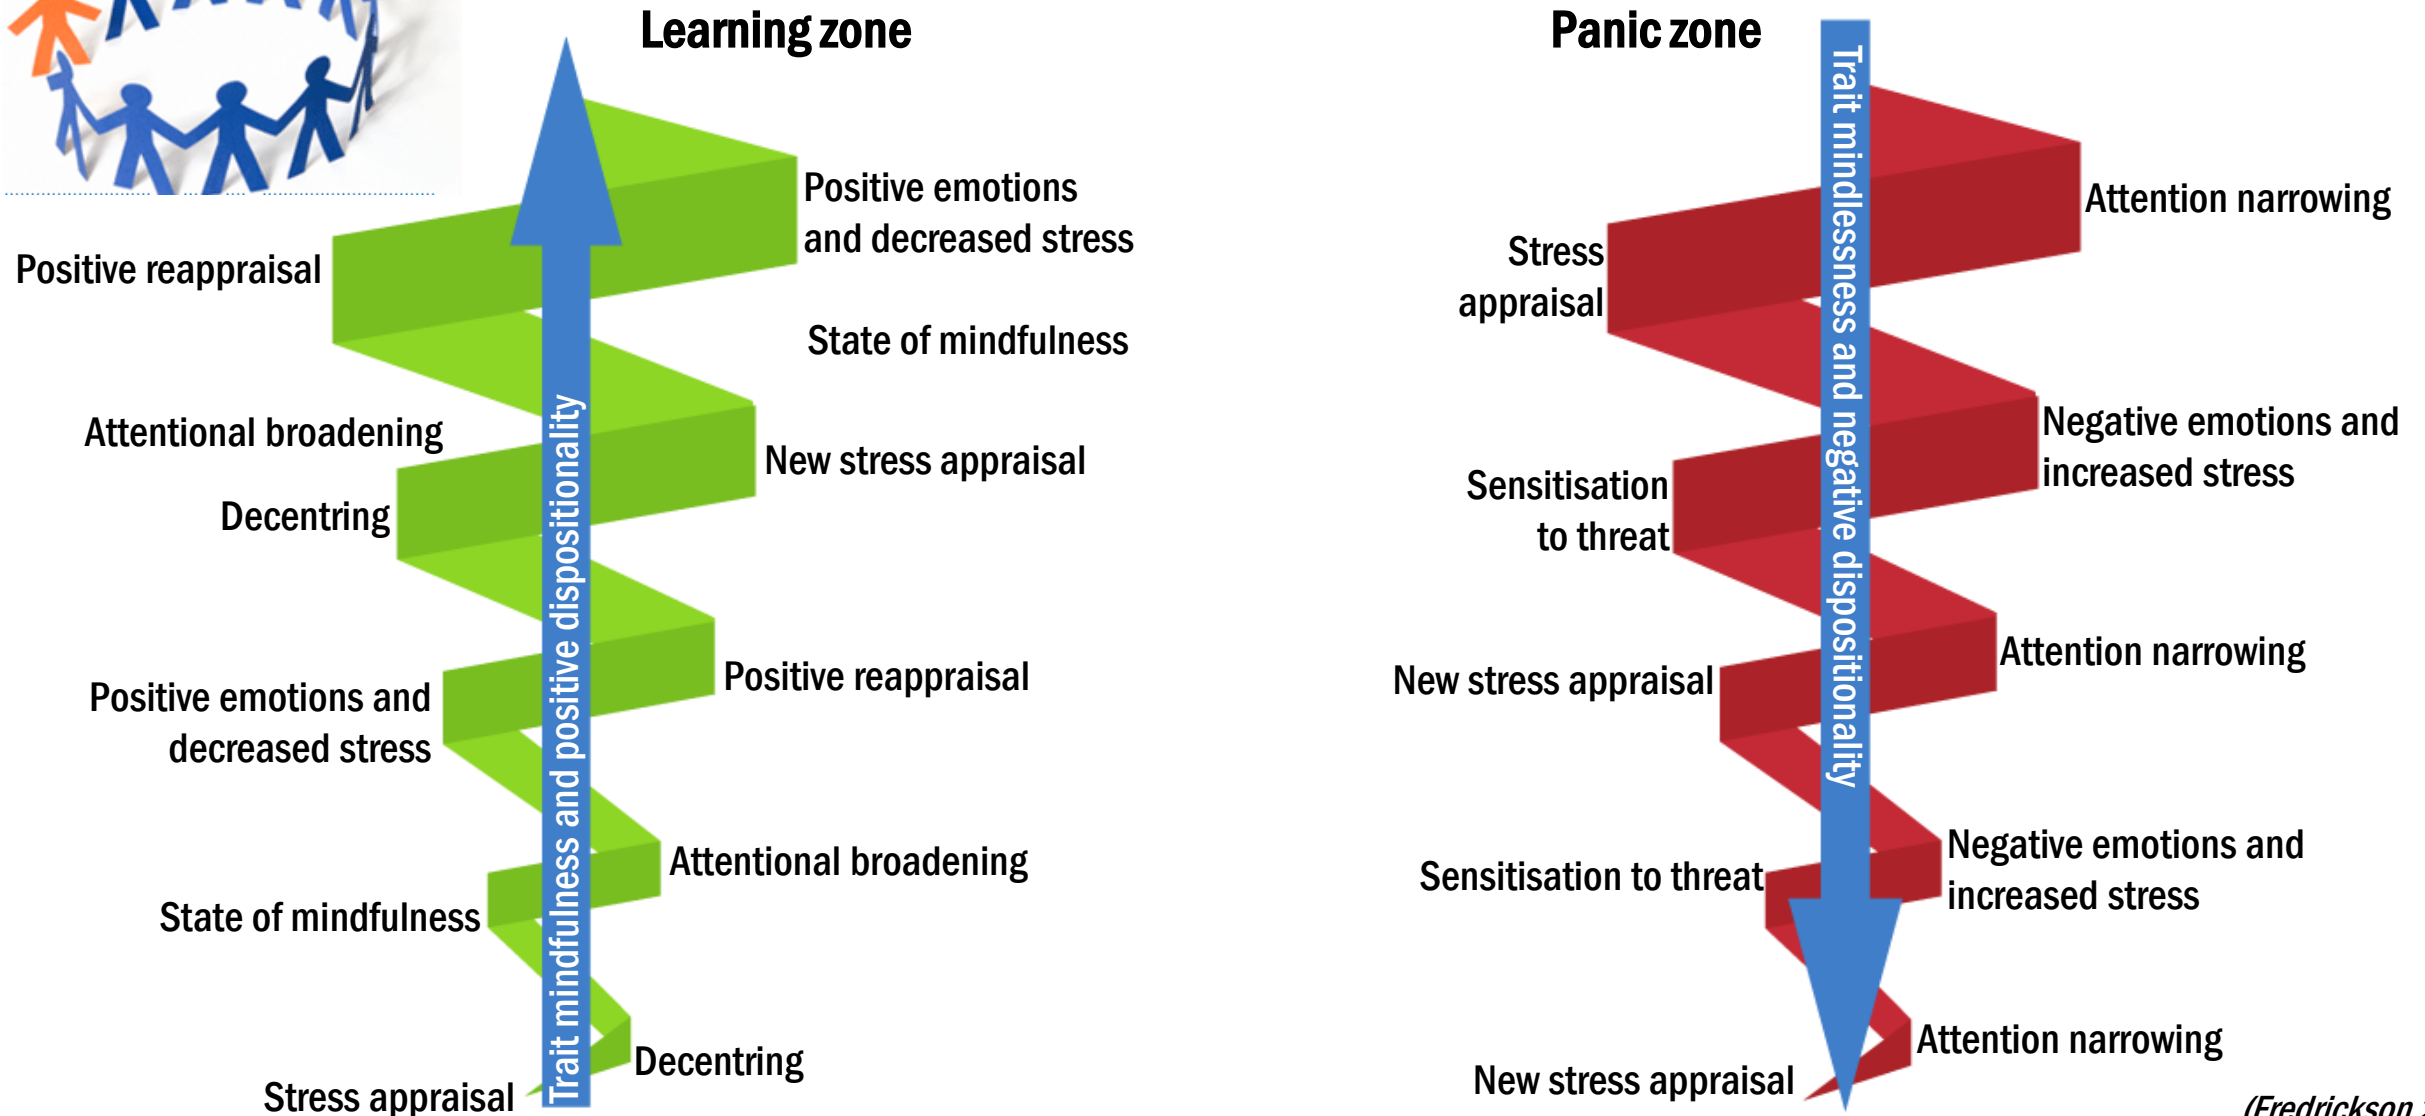 Learning zone
Positive emotions
and decreased stress
Positive reappraisal
State of mindfulness
Attentional broadening
New stress appraisal
Decentring
Positive reappraisal
Positive emotions and
decreased stress
Attentional broadening
State of mindfulness
Decentring
Stress appraisal
Trait mindfulness and positive dispositionality
Panic zone
Trait mindlessness and negative dispositionality
Attention narrowing
Stress
appraisal
Negative emotions and
increased stress
Sensitisation
to threat
Attention narrowing
New stress appraisal
Negative emotions and
increased stress
Sensitisation to threat
Attention narrowing
New stress appraisal
(Fredrickson